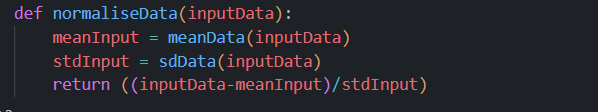 def normaliseData(inputData):
    meanInput = meanData(inputData)
    stdInput = sdData(inputData)
    return ((inputData-meanInput)/stdInput)